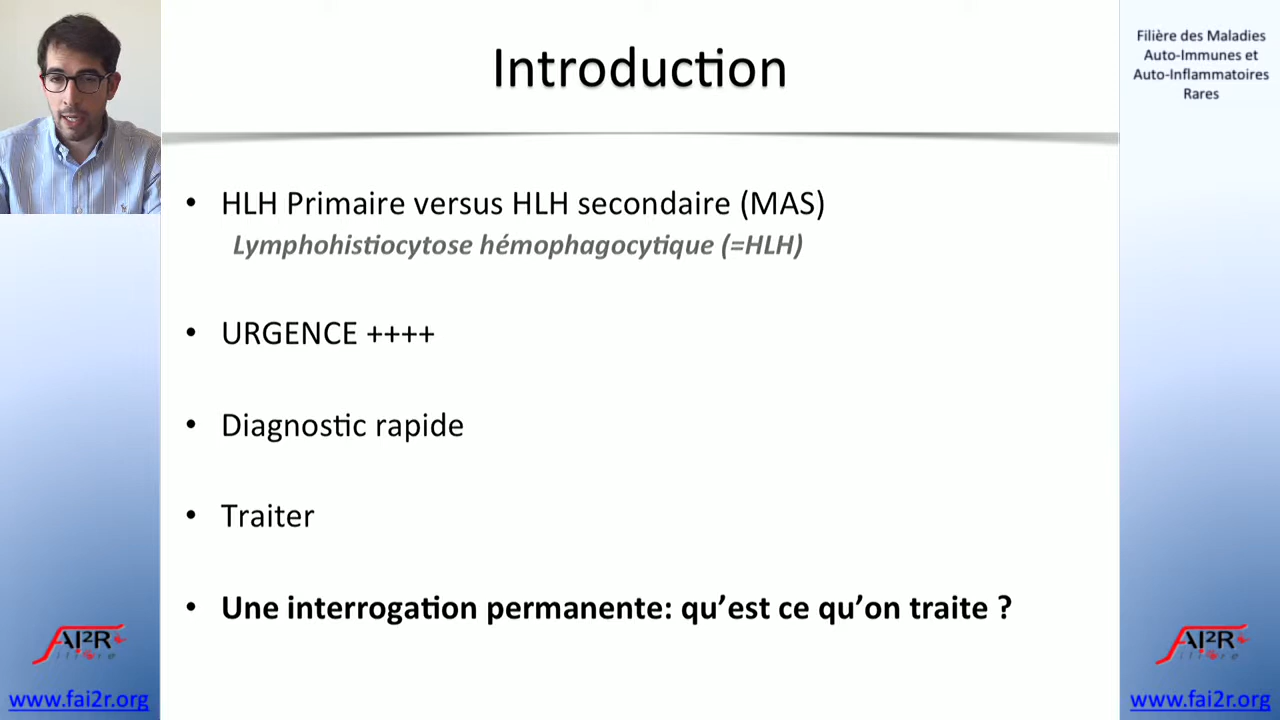 Introduction
Filière des Maladies
Auto-Immunes et
Auto-Inflammatoires
Rares
• HLH Primaire versus HLH secondaire (MAS)
Lymphohistiocytose hémophagocytique (=HLH)
• URGENCE ++++
• Diagnostic rapide
• Traiter
• Une interrogation permanente: qu’est ce qu’on traite ?
FAI²R
filière
www.fai2r.org
FAI²R
filière
www.fai2r.org